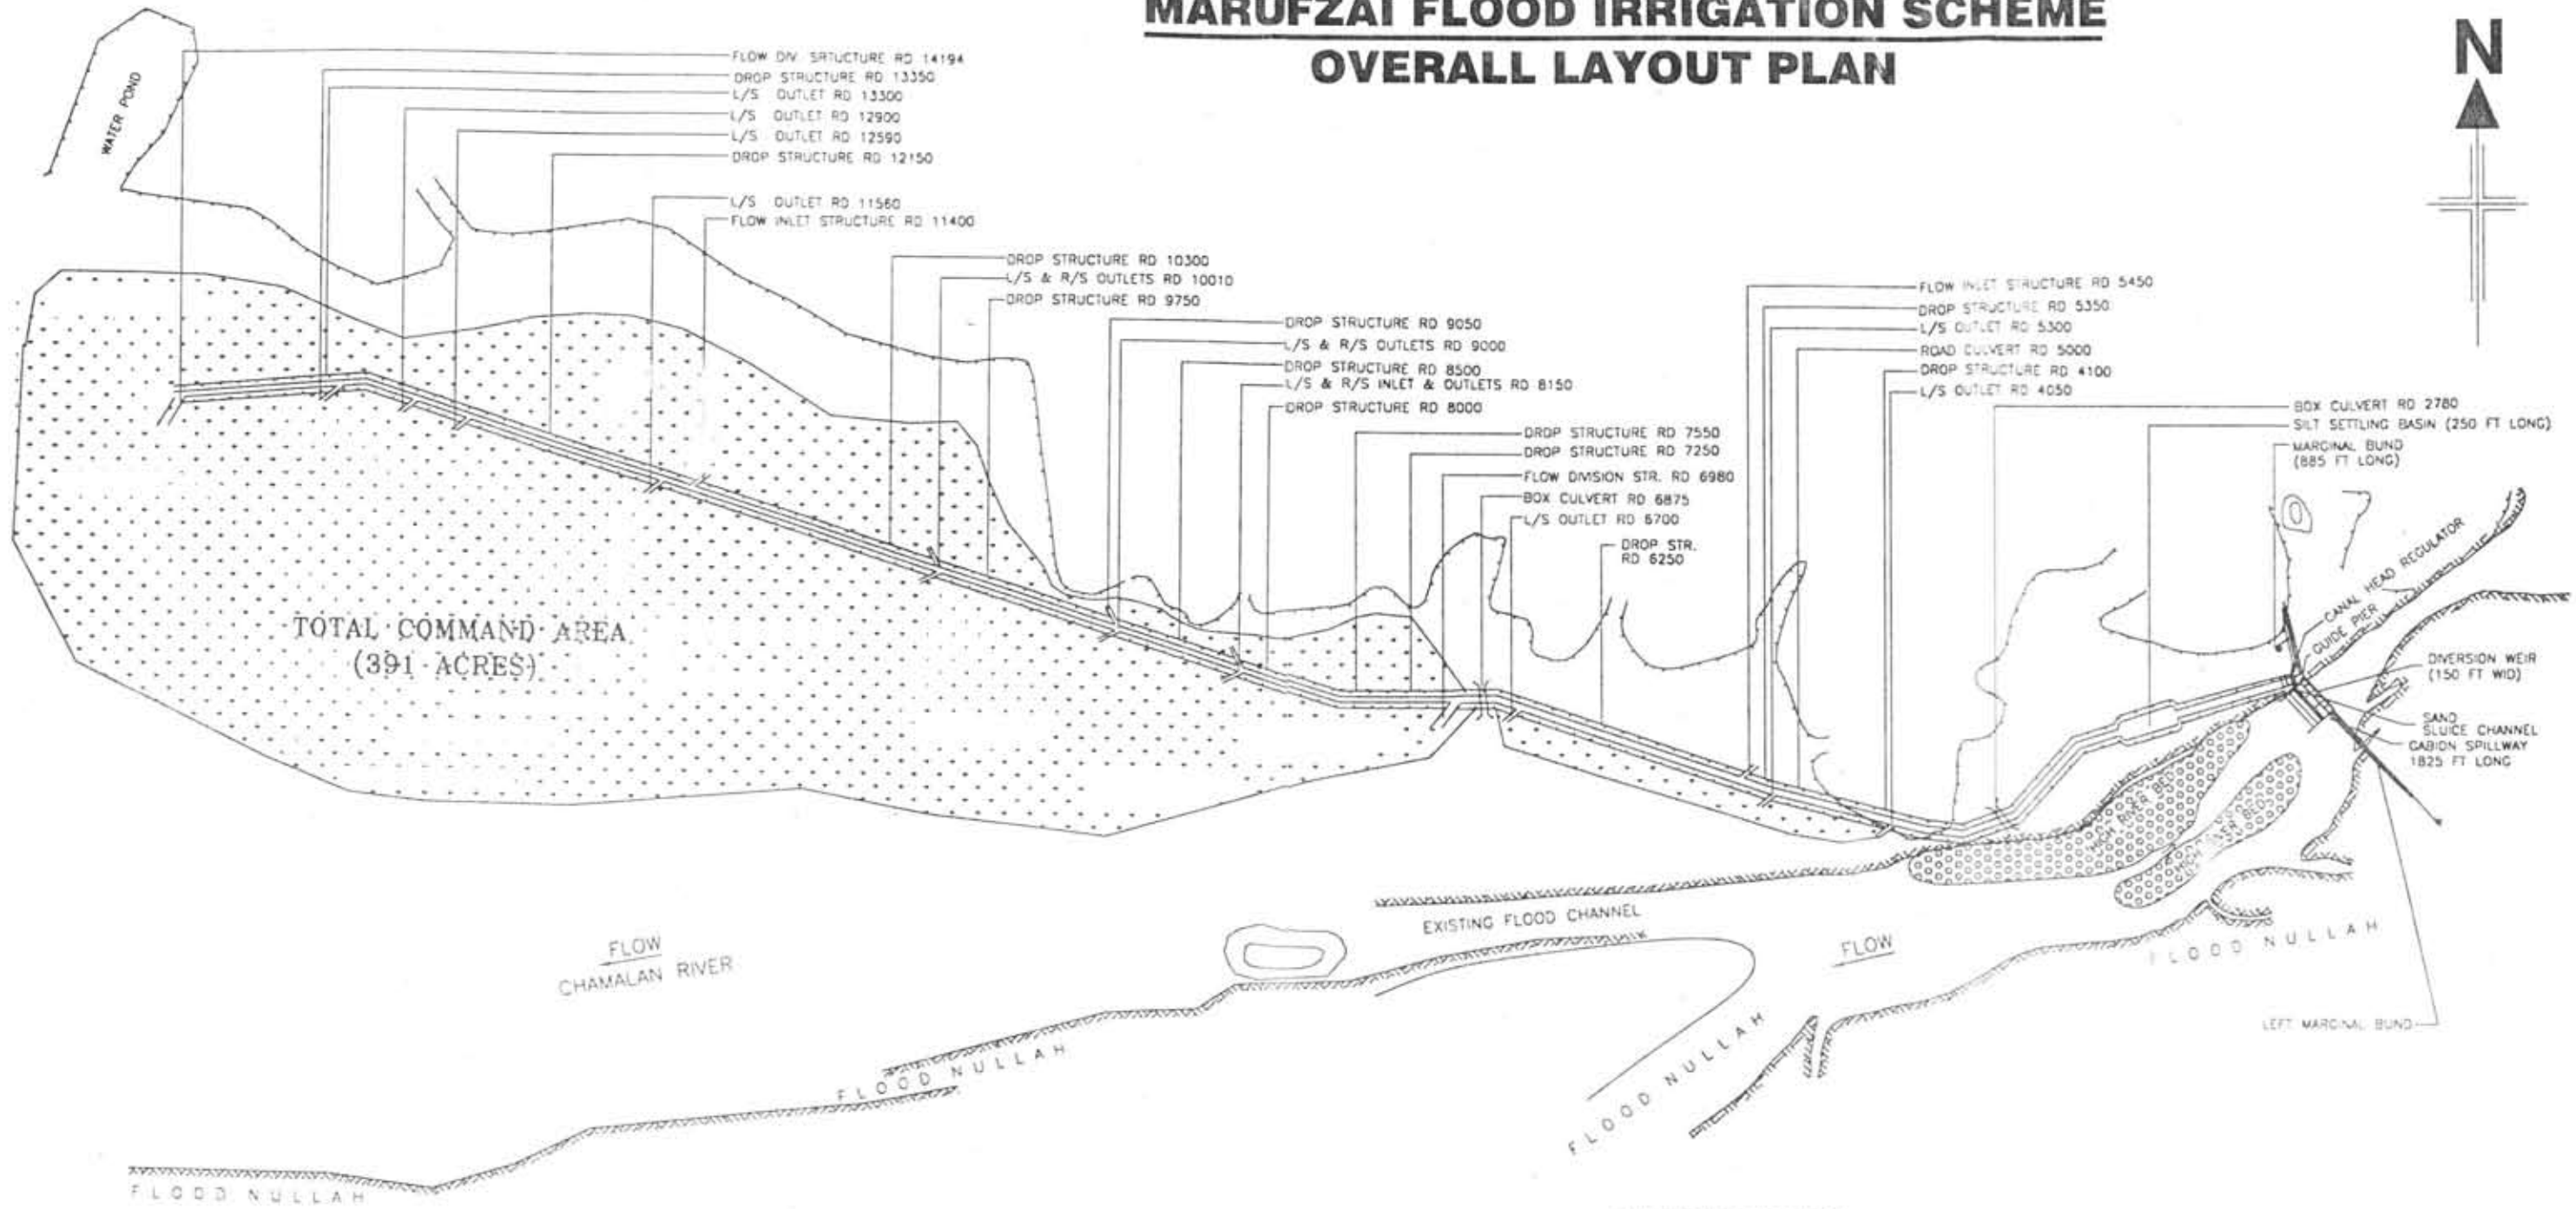 MARUFZAI FLOOD IRRIGATION SCHEME
OVERALL LAYOUT PLAN
N
WATER POND
FLOW DIV. SRTUCTURE RD 14194
DROP STRUCTURE RD 13350
L/S OUTLET RD 13300
L/S OUTLET RD 12900
L/S OUTLET RD 12590
DROP STRUCTURE RD 12150
L/S OUTLET RD 11560
FLOW INLET STRUCTURE RD 11400
DROP STRUCTURE RD 10300
L/S & R/S OUTLETS RD 10010
DROP STRUCTURE RD 9750
DROP STRUCTURE RD 9050
L/S & R/S OUTLETS RD 9000
DROP STRUCTURE RD 8500
L/S & R/S INLET & OUTLETS RD 8150
DROP STRUCTURE RD 8000
DROP STRUCTURE RD 7550
DROP STRUCTURE RD 7250
FLOW DIVISION STR. RD 6980
BOX CULVERT RD 6875
L/S OUTLET RD 6700
DROP STR.
RD 6250
FLOW INLET STRUCTURE RD 5450
DROP STRUCTURE RD 5350
L/S OUTLET RD 5300
ROAD CULVERT RD 5000
DROP STRUCTURE RD 4100
L/S OUTLET RD 4050
BOX CULVERT RD 2780
SILT SETTLING BASIN (250 FT LONG)
MARGINAL BUND
(885 FT LONG)
CANAL HEAD REGULATOR
GUIDE PIER
DIVERSION WEIR
(150 FT WID)
SAND
SLUICE CHANNEL
GABION SPILLWAY
1825 FT LONG
TOTAL COMMAND AREA
(391 ACRES)
HIGH RIVER BED
HIGH RIVER BED
EXISTING FLOOD CHANNEL
FLOW
FLOOD NULLAH
FLOW
CHAMALAN RIVER
LEFT MARGINAL BUND
FLOOD NULLAH
FLOOD NULLAH
FLOOD NULLAH